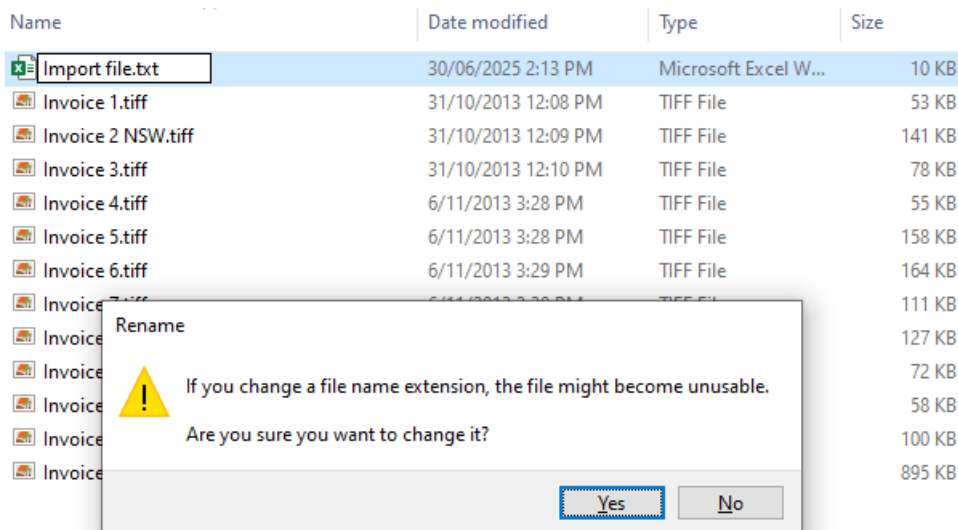 Name Date modified Type Size
Import file.txt 30/06/2025 2:13 PM Microsoft Excel W... 10 KB
Invoice 1.tiff 31/10/2013 12:08 PM TIFF File 53 KB
Invoice 2 NSW.tiff 31/10/2013 12:09 PM TIFF File 141 KB
Invoice 3.tiff 31/10/2013 12:10 PM TIFF File 78 KB
Invoice 4.tiff 6/11/2013 3:28 PM TIFF File 55 KB
Invoice 5.tiff 6/11/2013 3:28 PM TIFF File 158 KB
Invoice 6.tiff 6/11/2013 3:29 PM TIFF File 164 KB
Invoice 111 KB
Invoice 127 KB
Invoice 72 KB
Invoice 58 KB
Invoice 100 KB
Invoice 895 KB
Rename
If you change a file name extension, the file might become unusable.
Are you sure you want to change it?
Yes No